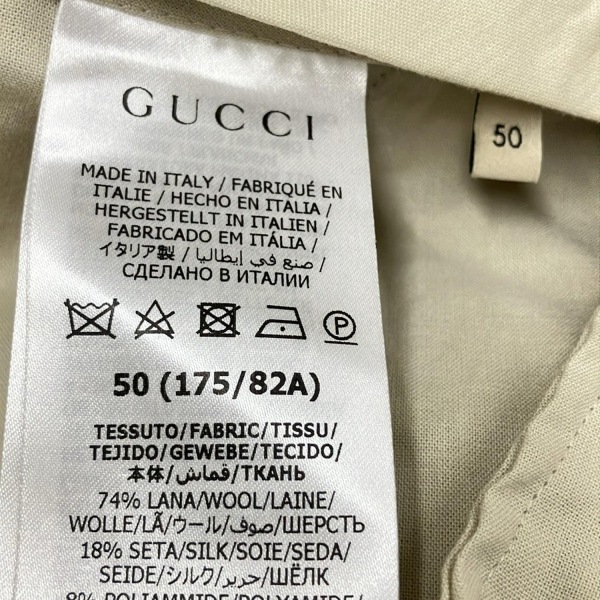 GUCCI
MADE IN ITALY / FABRIQUÉ EN
ITALIE / HECHO EN ITALIA /
HERGESTELLT IN ITALIEN /
FABRICADO EM ITÁLIA /
イタリア製 / صنع في إيطاليا /
СДЕЛАНО В ИТАЛИИ
P
50 (175/82A)
TESSUTO/FABRIC/TISSU/
TEJIDO/GEWEBE/TECIDO/
本体/قماش/ТКАНЬ
74% LANA/WOOL/LAINE/
WOLLE/LÃ/ウール/صوف/ШЕРСТЬ
18% SETA/SILK/SOIE/SEDA/
SEIDE/シルク/حرير/ШЁЛК
8% POLIAMMIDE/POLYAMIDE/
50